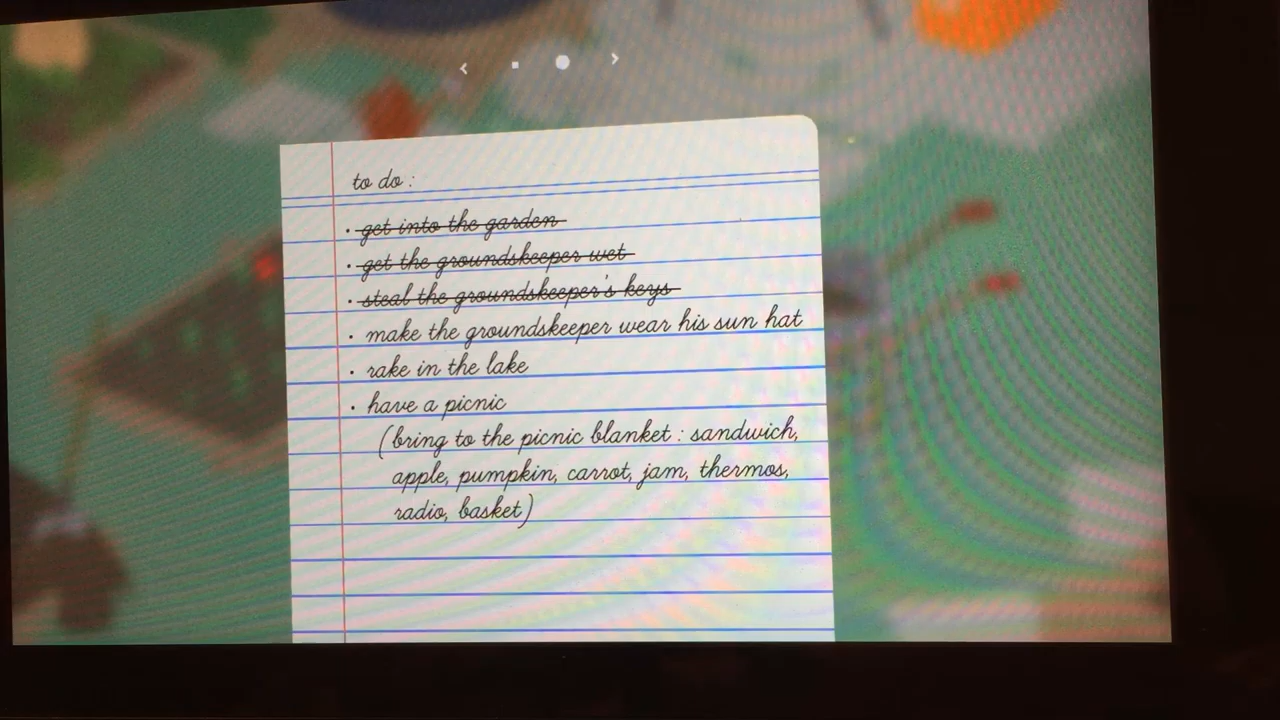 to do :
· get into the garden
· get the groundskeeper wet
· steal the groundskeeper's keys
· make the groundskeeper wear his sun hat
· rake in the lake
· have a picnic
(bring to the picnic blanket : sandwich,
apple, pumpkin, carrot, jam, thermos,
radio, basket)